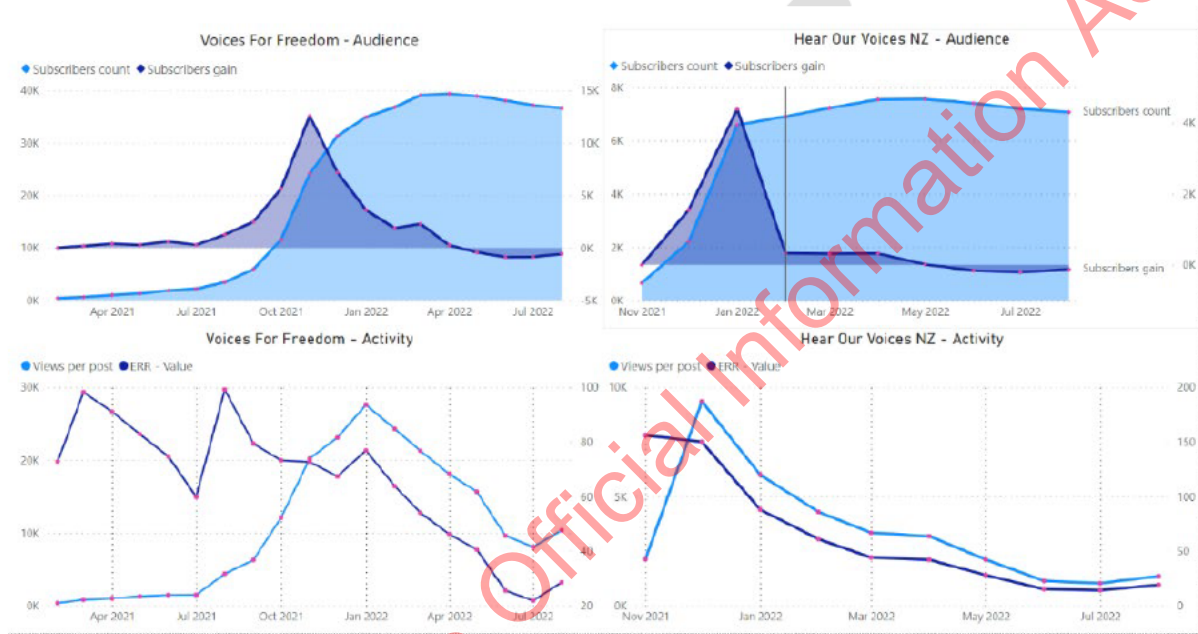 Voices For Freedom - Audience
Subscribers count Subscribers gain
40K
30K
20K
10K
0K
15K
10K
5K
0K
-5K
Apr 2021 Jul 2021 Oct 2021 Jan 2022 Apr 2022 Jul 2022
Hear Our Voices NZ - Audience
Subscribers count Subscribers gain
8K
6K
4K
2K
0K
Subscribers count
4K
2K
0K
Subscribers gain
Nov 2021 Jan 2022 Mar 2022 May 2022 Jul 2022
Voices For Freedom - Activity
Views per post ERR - Value
30K
20K
10K
0K
100
80
60
40
20
Apr 2021 Jul 2021 Oct 2021 Jan 2022 Apr 2022 Jul 2022
Hear Our Voices NZ - Activity
Views per post ERR - Value
10K
5K
0K
200
150
100
50
0
Nov 2021 Jan 2022 Mar 2022 May 2022 Jul 2022
Official Information